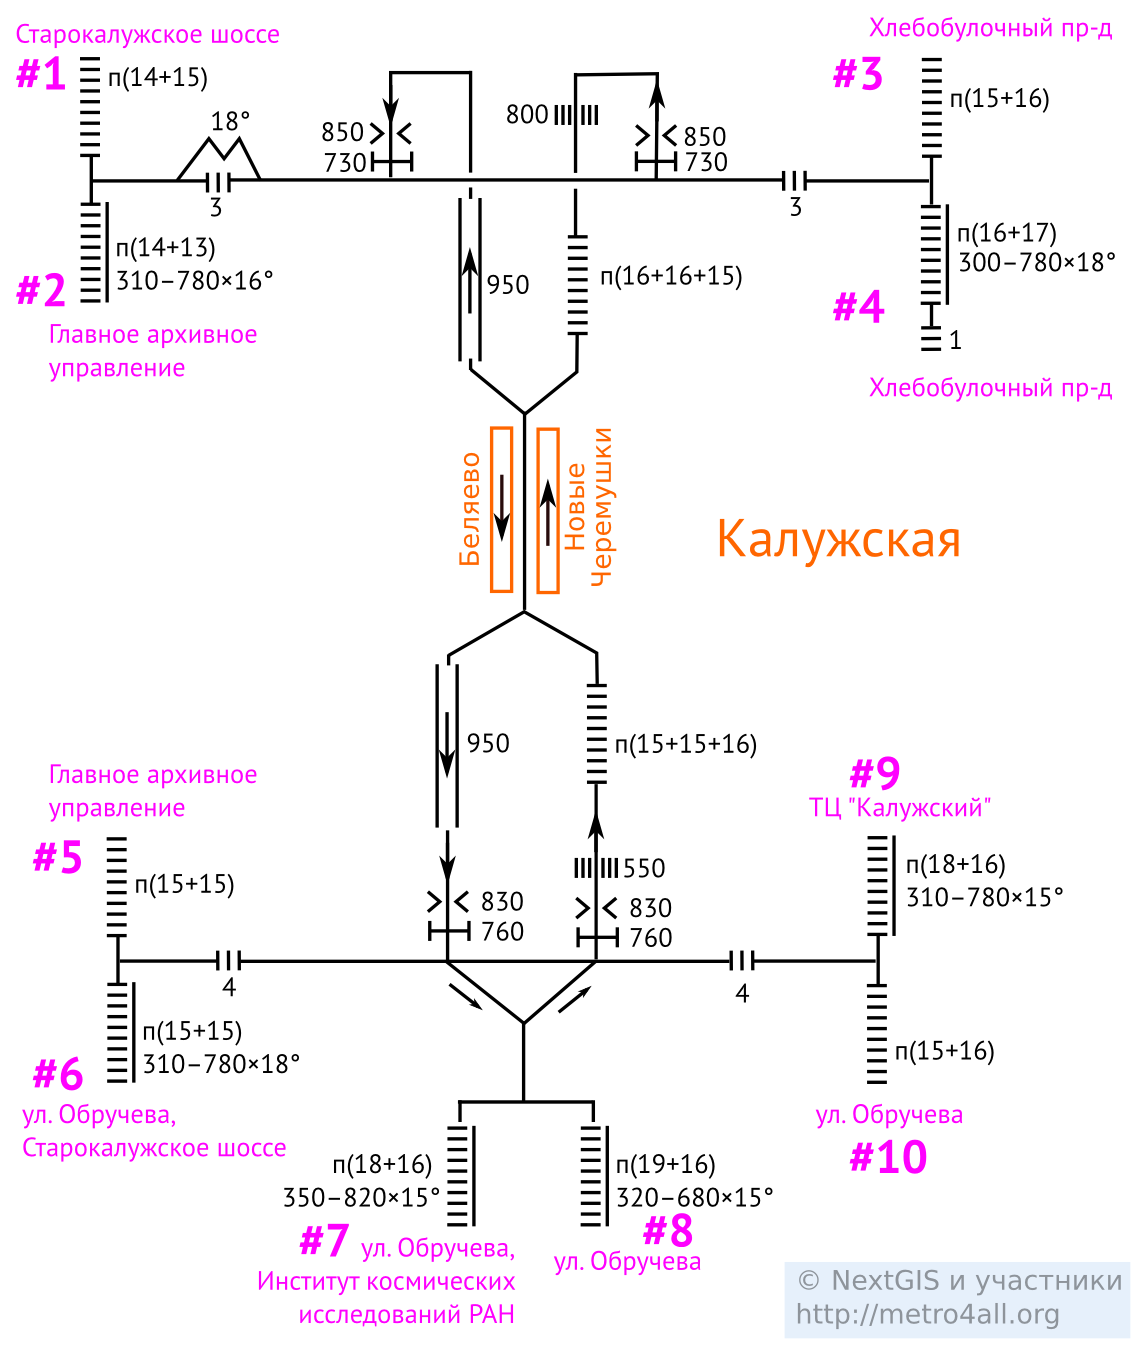 Старокалужское шоссе
#1
п(14+15)
18°
3
п(14+13)
310–780×16°
#2
Главное архивное
управление
850
730
800
850
730
950
п(16+16+15)
Хлебобулочный пр-д
#3
п(15+16)
3
п(16+17)
300–780×18°
#4
1
Хлебобулочный пр-д
Беляево
Новые
Черемушки
Калужская
950
п(15+15+16)
830
760
550
830
760
Главное архивное
управление
#5
п(15+15)
4
п(15+15)
310–780×18°
#6
ул. Обручева,
Старокалужское шоссе
#9
ТЦ "Калужский"
п(18+16)
310–780×15°
4
п(15+16)
ул. Обручева
#10
п(18+16)
350–820×15°
#7 ул. Обручева,
Институт космических
исследований РАН
п(19+16)
320–680×15°
#8
ул. Обручева
© NextGIS и участники
http://metro4all.org